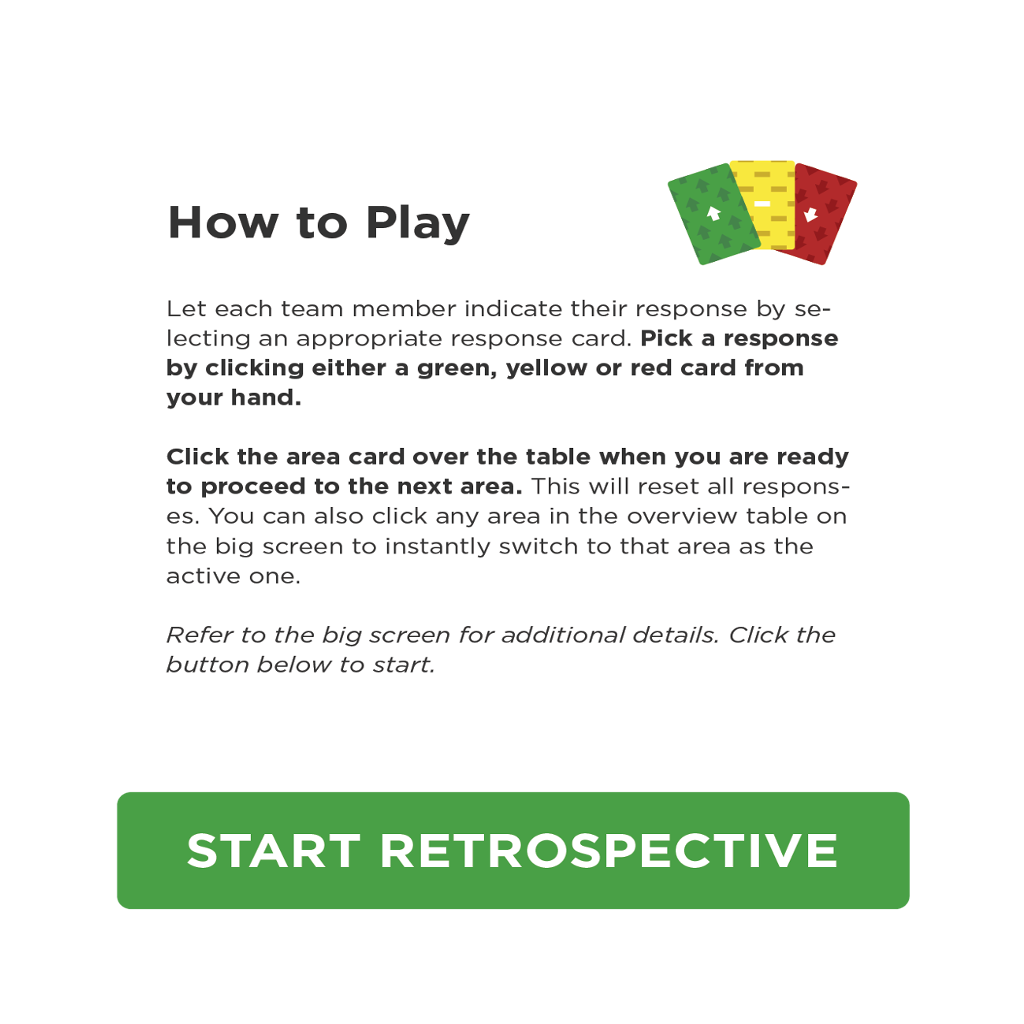 How to Play
Let each team member indicate their response by se-
lecting an appropriate response card. Pick a response
by clicking either a green, yellow or red card from
your hand.
Click the area card over the table when you are ready
to proceed to the next area. This will reset all respons-
es. You can also click any area in the overview table on
the big screen to instantly switch to that area as the
active one.
Refer to the big screen for additional details. Click the
button below to start.
START RETROSPECTIVE